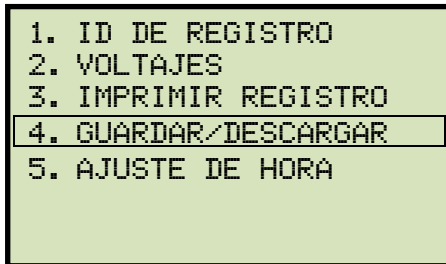 1. ID DE REGISTRO
2. VOLTAJES
3. IMPRIMIR REGISTRO
4. GUARDAR/DESCARGAR
5. AJUSTE DE HORA